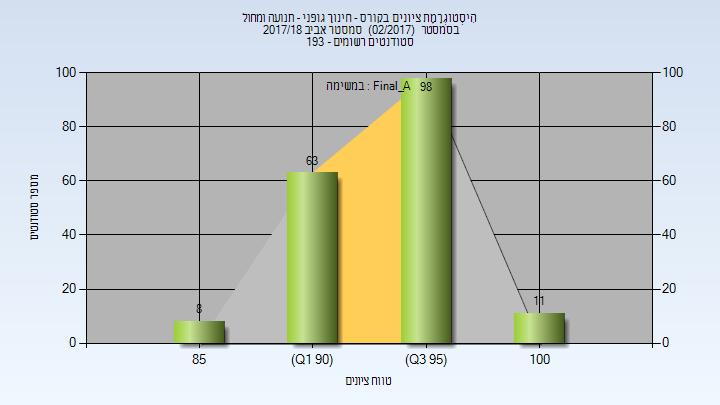 היסטוגרמת ציונים בקורס - חינוך גופני - תנועה ומחול
בסמסטר (02/2017) סמסטר אביב 2017/18
סטודנטים רשומים - 193
במשימה : Final_A
100 100
80 80
60 60
40 40
20 20
0 0
8
63
98
11
מספר סטודנטים
85 (Q1 90) (Q3 95) 100
טווח ציונים